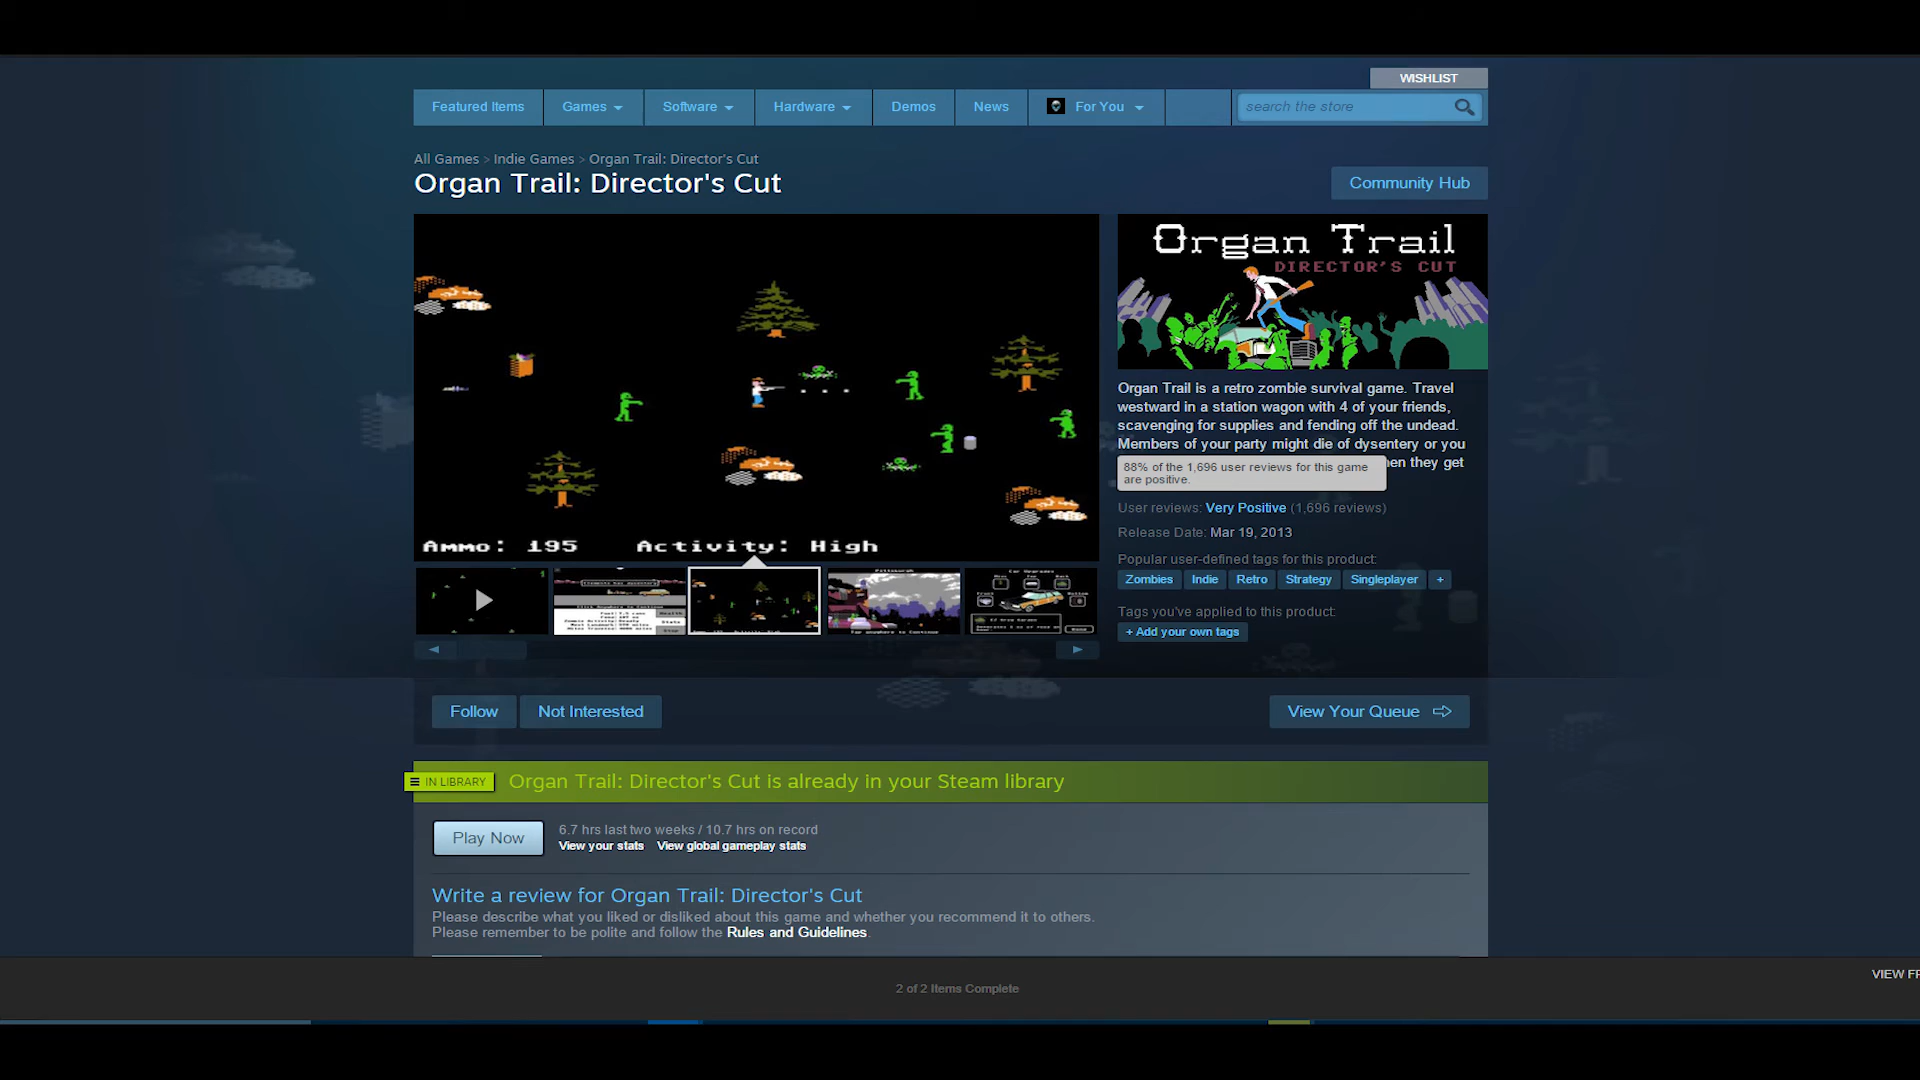 WISHLIST
Featured Items
Games
Software
Hardware
Demos
News
For You
search the store
All Games > Indie Games > Organ Trail: Director's Cut
Organ Trail: Director's Cut
Community Hub
Ammo: 195 Activity: High
Organ Trail
DIRECTOR'S CUT
Organ Trail is a retro zombie survival game. Travel
westward in a station wagon with 4 of your friends,
scavenging for supplies and fending off the undead.
Members of your party might die of dysentery or you
en they get
88% of the 1,696 user reviews for this game
are positive.
User reviews: Very Positive (1,696 reviews)
Release Date: Mar 19, 2013
Popular user-defined tags for this product:
Zombies
Indie
Retro
Strategy
Singleplayer
+
Tags you've applied to this product:
+ Add your own tags
Pittsburgh
Tap anywhere to Continue
Car Upgrades
Follow
Not Interested
View Your Queue
IN LIBRARY
Organ Trail: Director's Cut is already in your Steam library
Play Now
6.7 hrs last two weeks / 10.7 hrs on record
View your stats View global gameplay stats
Write a review for Organ Trail: Director's Cut
Please describe what you liked or disliked about this game and whether you recommend it to others.
Please remember to be polite and follow the Rules and Guidelines.
2 of 2 Items Complete
VIEW FR